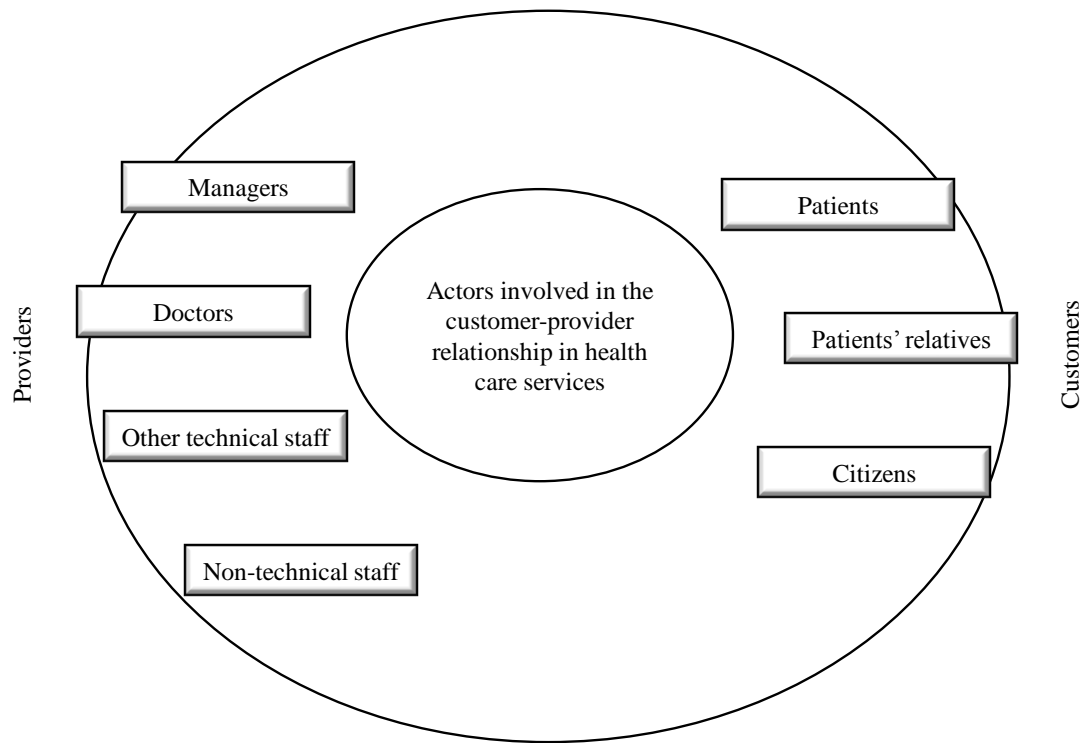 Providers
Managers
Doctors
Other technical staff
Non-technical staff
Actors involved in the
customer-provider
relationship in health
care services
Patients
Patients’ relatives
Citizens
Customers